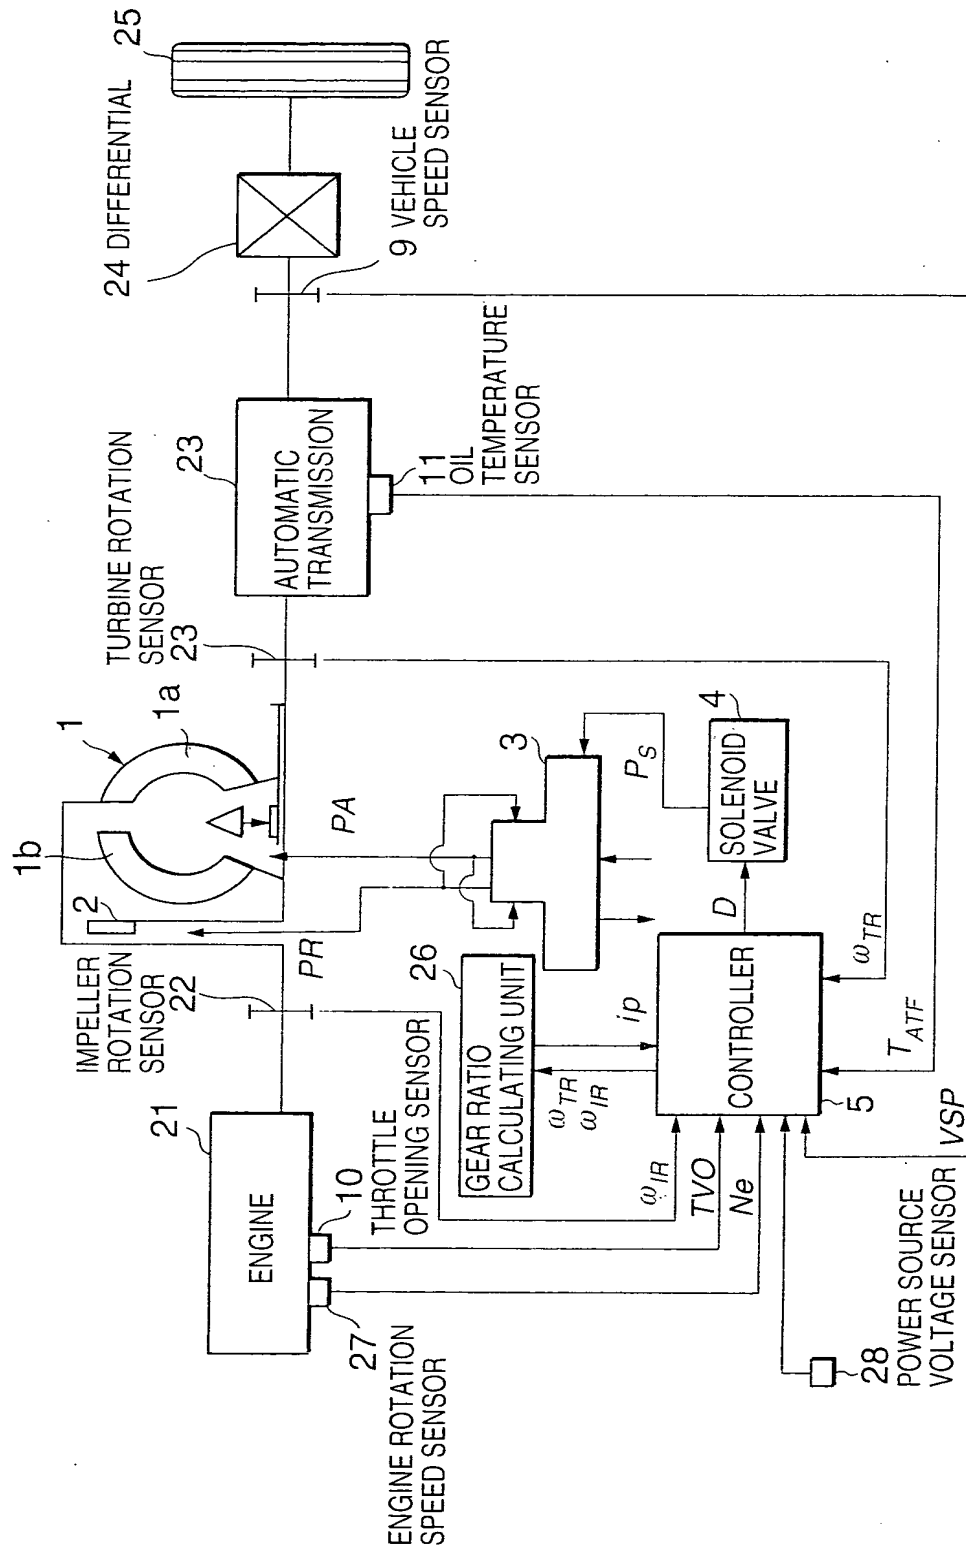 25
24 DIFFERENTIAL
9 VEHICLE
SPEED SENSOR
23
AUTOMATIC
TRANSMISSION
11
OIL
TEMPERATURE
SENSOR
TURBINE ROTATION
SENSOR
23
1
1a
1b
2
PA
PR
3
PS
4
SOLENOID
VALVE
D
IMPELLER
ROTATION
SENSOR
22
26
GEAR RATIO
CALCULATING UNIT
ip
ωTR
ωIR
CONTROLLER
5
ωTR
TATF
VSP
21
ENGINE
10
THROTTLE
OPENING SENSOR
ωIR
TVO
Ne
27
ENGINE ROTATION
SPEED SENSOR
28
POWER SOURCE
VOLTAGE SENSOR